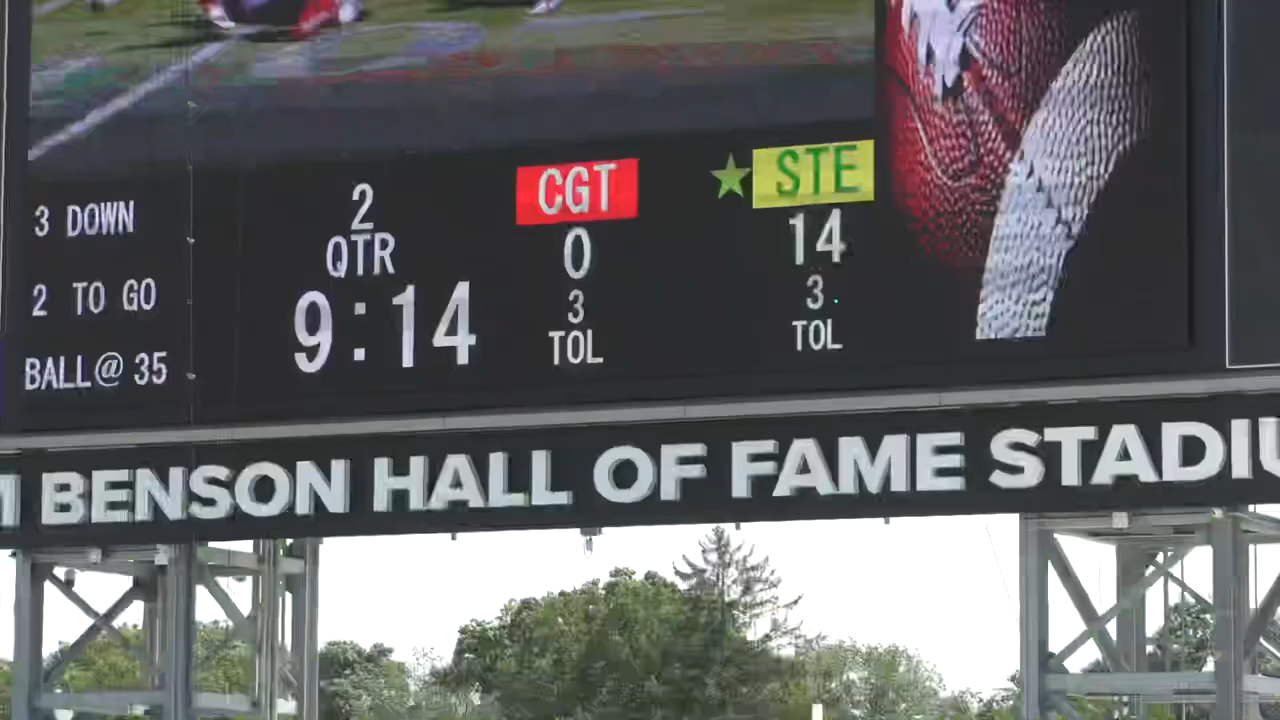 3 DOWN
2 TO GO
BALL@ 35
2
QTR
9:14
CGT
0
3
TOL
STE
14
3
TOL
BENSON HALL OF FAME STADIU